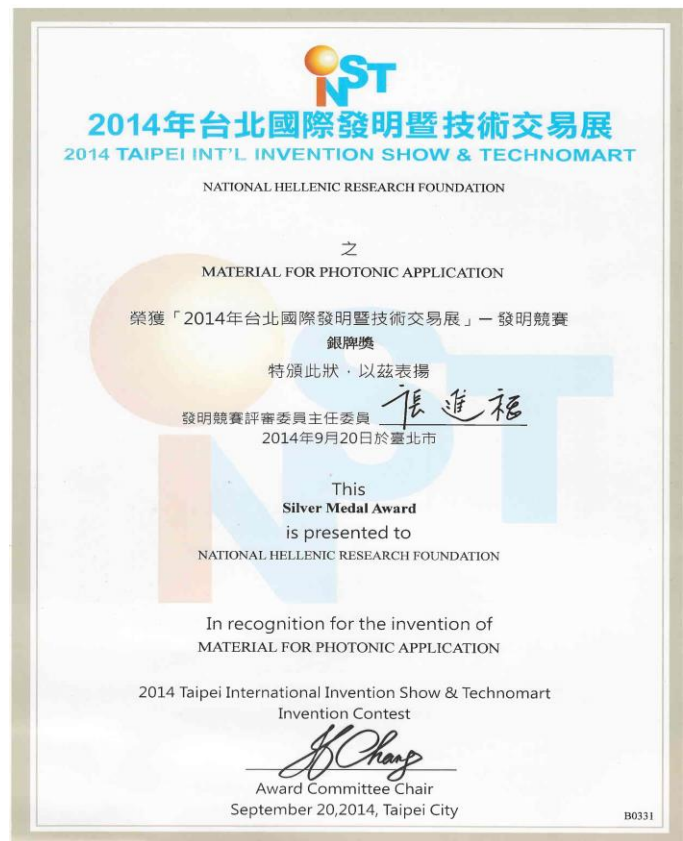 iNST
2014年台北國際發明暨技術交易展
2014 TAIPEI INT'L INVENTION SHOW & TECHNOMART
NATIONAL HELLENIC RESEARCH FOUNDATION
之
MATERIAL FOR PHOTONIC APPLICATION
榮獲「2014年台北國際發明暨技術交易展」－發明競賽
銀牌獎
特頒此狀，以茲表揚
發明競賽評審委員主任委員 張進福
2014年9月20日於臺北市
This
Silver Medal Award
is presented to
NATIONAL HELLENIC RESEARCH FOUNDATION
In recognition for the invention of
MATERIAL FOR PHOTONIC APPLICATION
2014 Taipei International Invention Show & Technomart
Invention Contest
Chang
Award Committee Chair
September 20,2014, Taipei City
B0331